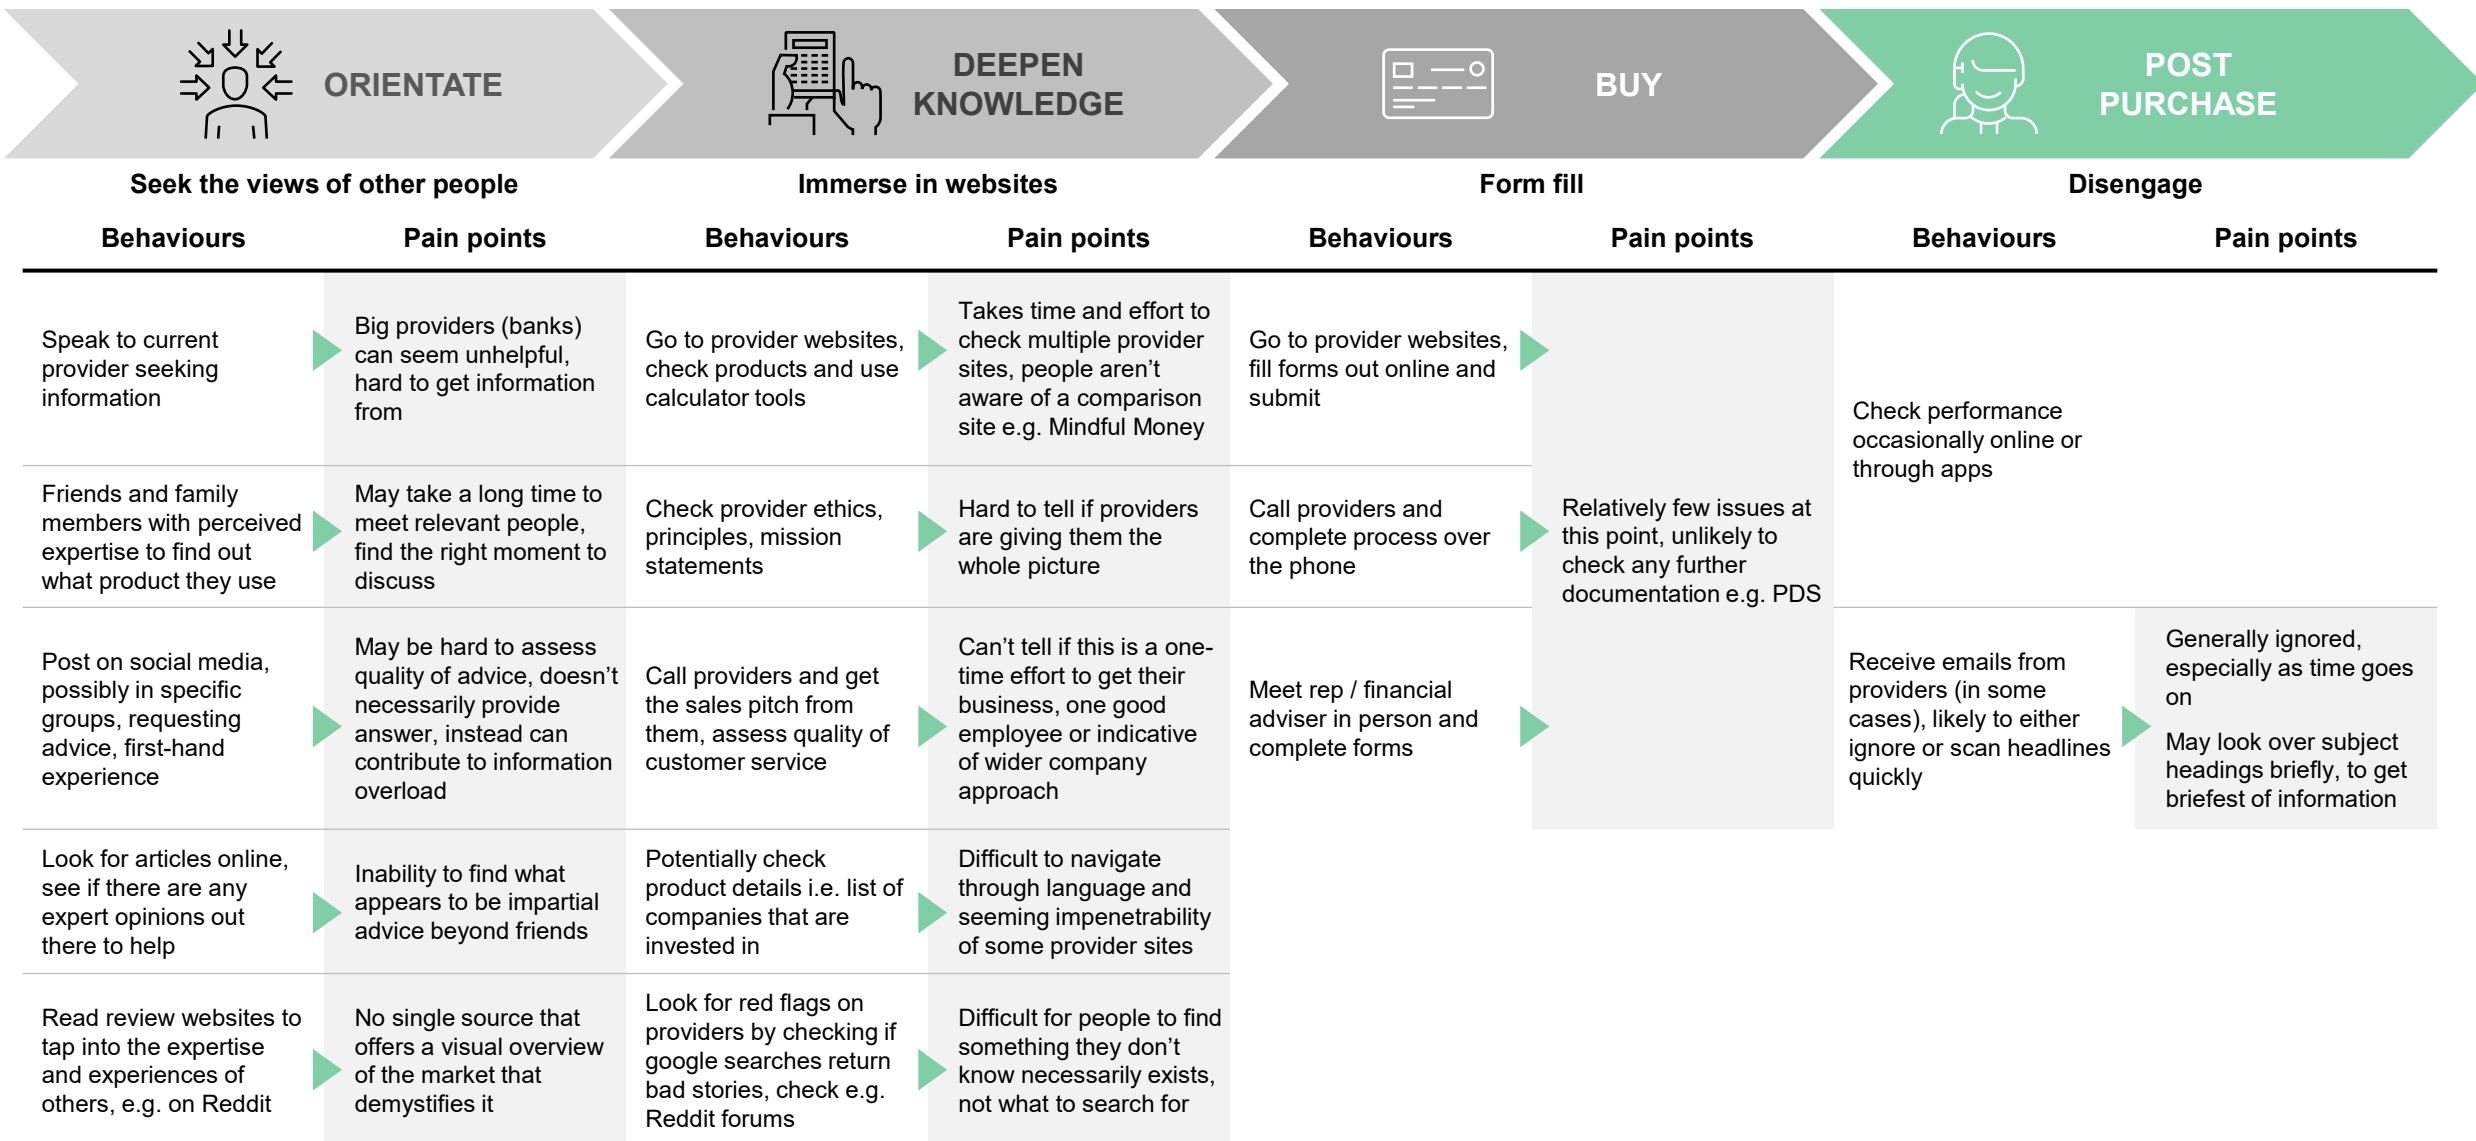 ORIENTATE
DEEPEN
KNOWLEDGE
BUY
POST
PURCHASE
Seek the views of other people
Immerse in websites
Form fill
Disengage
Behaviours
Pain points
Behaviours
Pain points
Behaviours
Pain points
Behaviours
Pain points
Speak to current
provider seeking
information
Big providers (banks)
can seem unhelpful,
hard to get information
from
Go to provider websites,
check products and use
calculator tools
Takes time and effort to
check multiple provider
sites, people aren't
aware of a comparison
site e.g. Mindful Money
Go to provider websites,
fill forms out online and
submit
Check performance
occasionally online or
through apps
Friends and family
members with perceived
expertise to find out
what product they use
May take a long time to
meet relevant people,
find the right moment to
discuss
Check provider ethics,
principles, mission
statements
Hard to tell if providers
are giving them the
whole picture
Call providers and
complete process over
the phone
Relatively few issues at
this point, unlikely to
check any further
documentation e.g. PDS
Post on social media,
possibly in specific
groups, requesting
advice, first-hand
experience
May be hard to assess
quality of advice, doesn't
necessarily provide
answer, instead can
contribute to information
overload
Call providers and get
the sales pitch from
them, assess quality of
customer service
Can't tell if this is a one-
time effort to get their
business, one good
employee or indicative
of wider company
approach
Meet rep / financial
adviser in person and
complete forms
Receive emails from
providers (in some
cases), likely to either
ignore or scan headlines
quickly
Generally ignored,
especially as time goes
on
May look over subject
headings briefly, to get
briefest of information
Look for articles online,
see if there are any
expert opinions out
there to help
Inability to find what
appears to be impartial
advice beyond friends
Potentially check
product details i.e. list of
companies that are
invested in
Difficult to navigate
through language and
seeming impenetrability
of some provider sites
Read review websites to
tap into the expertise
and experiences of
others, e.g. on Reddit
No single source that
offers a visual overview
of the market that
demystifies it
Look for red flags on
providers by checking if
google searches return
bad stories, check e.g.
Reddit forums
Difficult for people to find
something they don't
know necessarily exists,
not what to search for